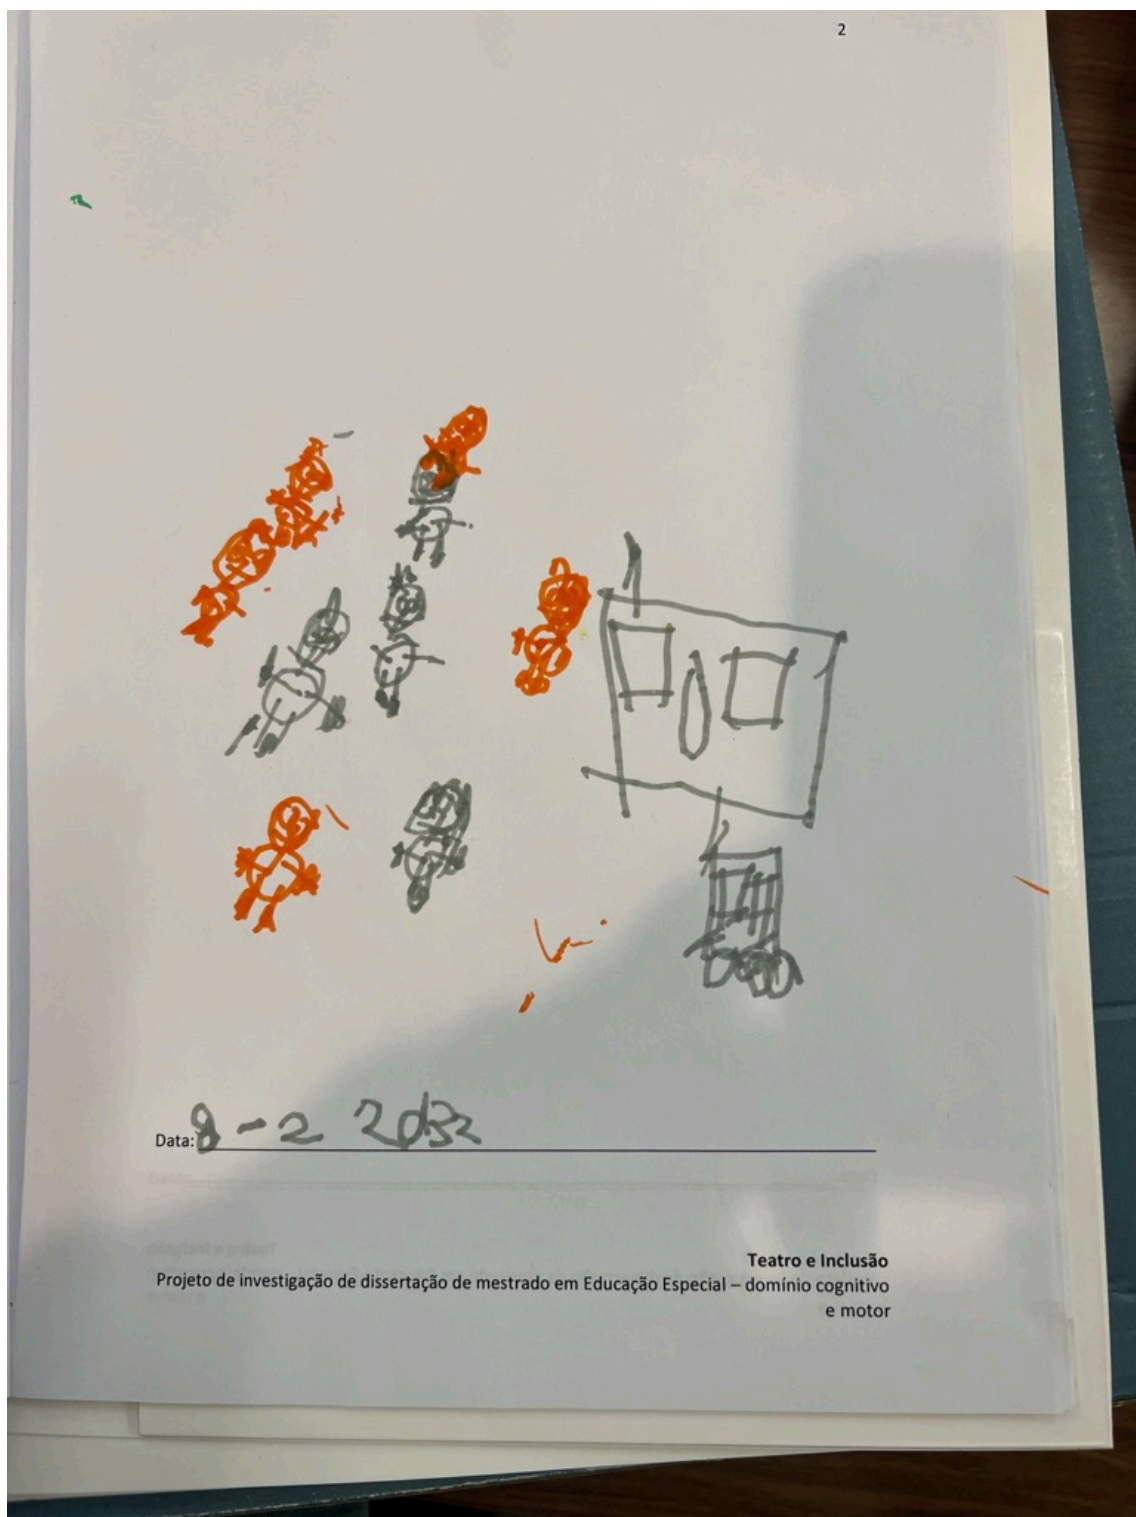 2
Data: 8 - 2 2032
Teatro e Inclusão
Projeto de investigação de dissertação de mestrado em Educação Especial – domínio cognitivo
e motor